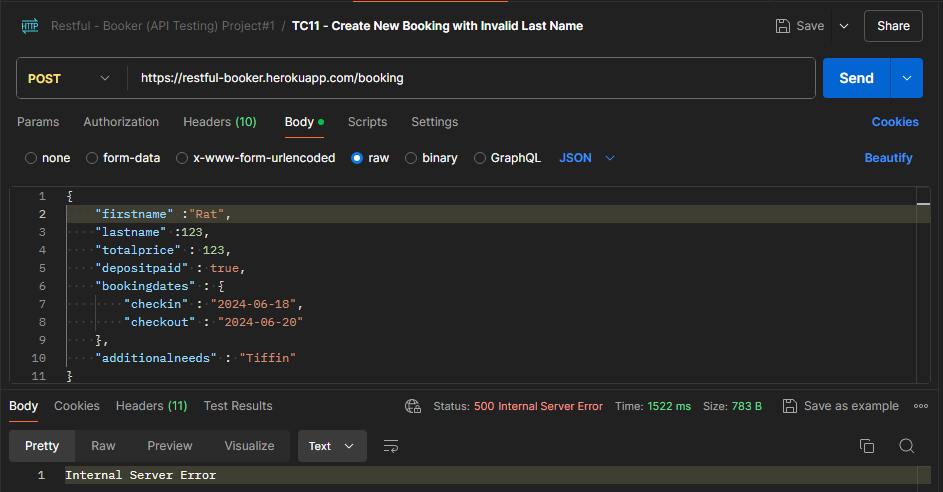 HTTP Restful - Booker (API Testing) Project#1 / TC11 - Create New Booking with Invalid Last Name Save Share
POST https://restful-booker.herokuapp.com/booking Send
Params Authorization Headers (10) Body Scripts Settings Cookies
none form-data x-www-form-urlencoded raw binary GraphQL JSON Beautify
1 {
2 "firstname" :"Rat",
3 "lastname" :123,
4 "totalprice" : 123,
5 "depositpaid" : true,
6 "bookingdates" : {
7 "checkin" : "2024-06-18",
8 "checkout" : "2024-06-20"
9 },
10 "additionalneeds" : "Tiffin"
11 }
Body Cookies Headers (11) Test Results Status: 500 Internal Server Error Time: 1522 ms Size: 783 B Save as example
Pretty Raw Preview Visualize Text
1 Internal Server Error